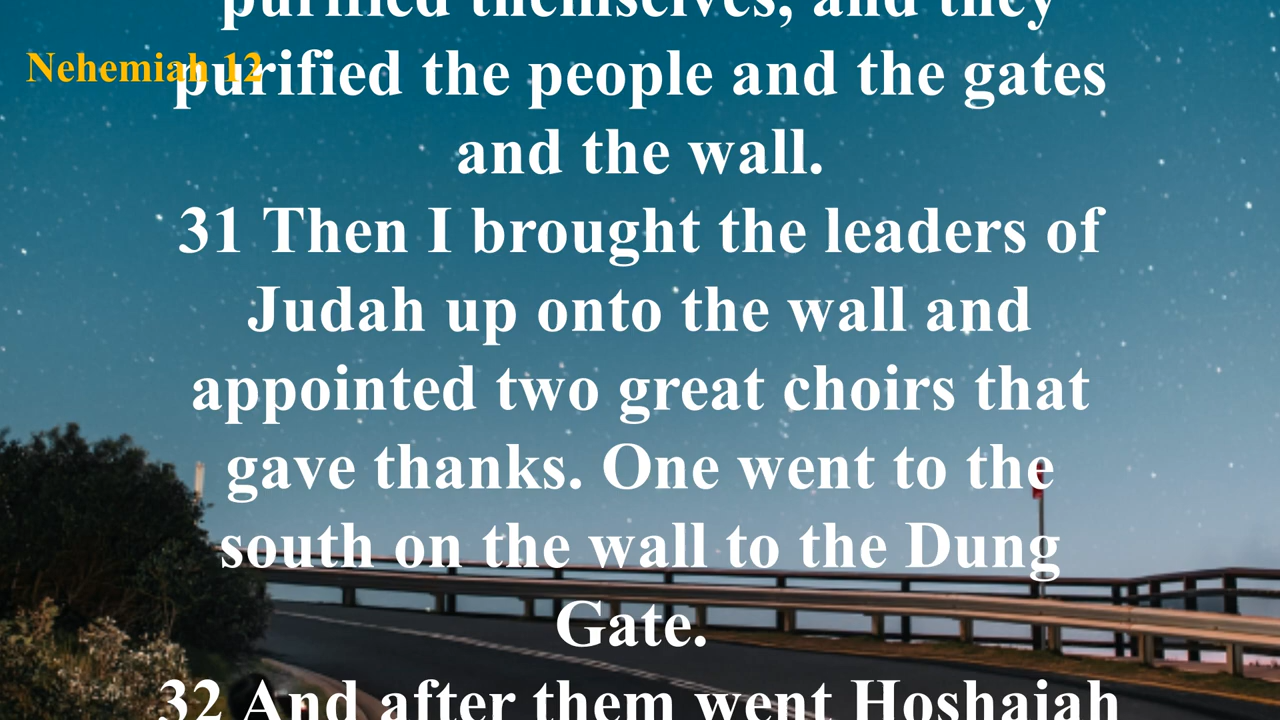 purified themselves, and they
Nehemiah 12
purified the people and the gates
and the wall.
31 Then I brought the leaders of
Judah up onto the wall and
appointed two great choirs that
gave thanks. One went to the
south on the wall to the Dung
Gate.
32 And after them went Hoshaiah